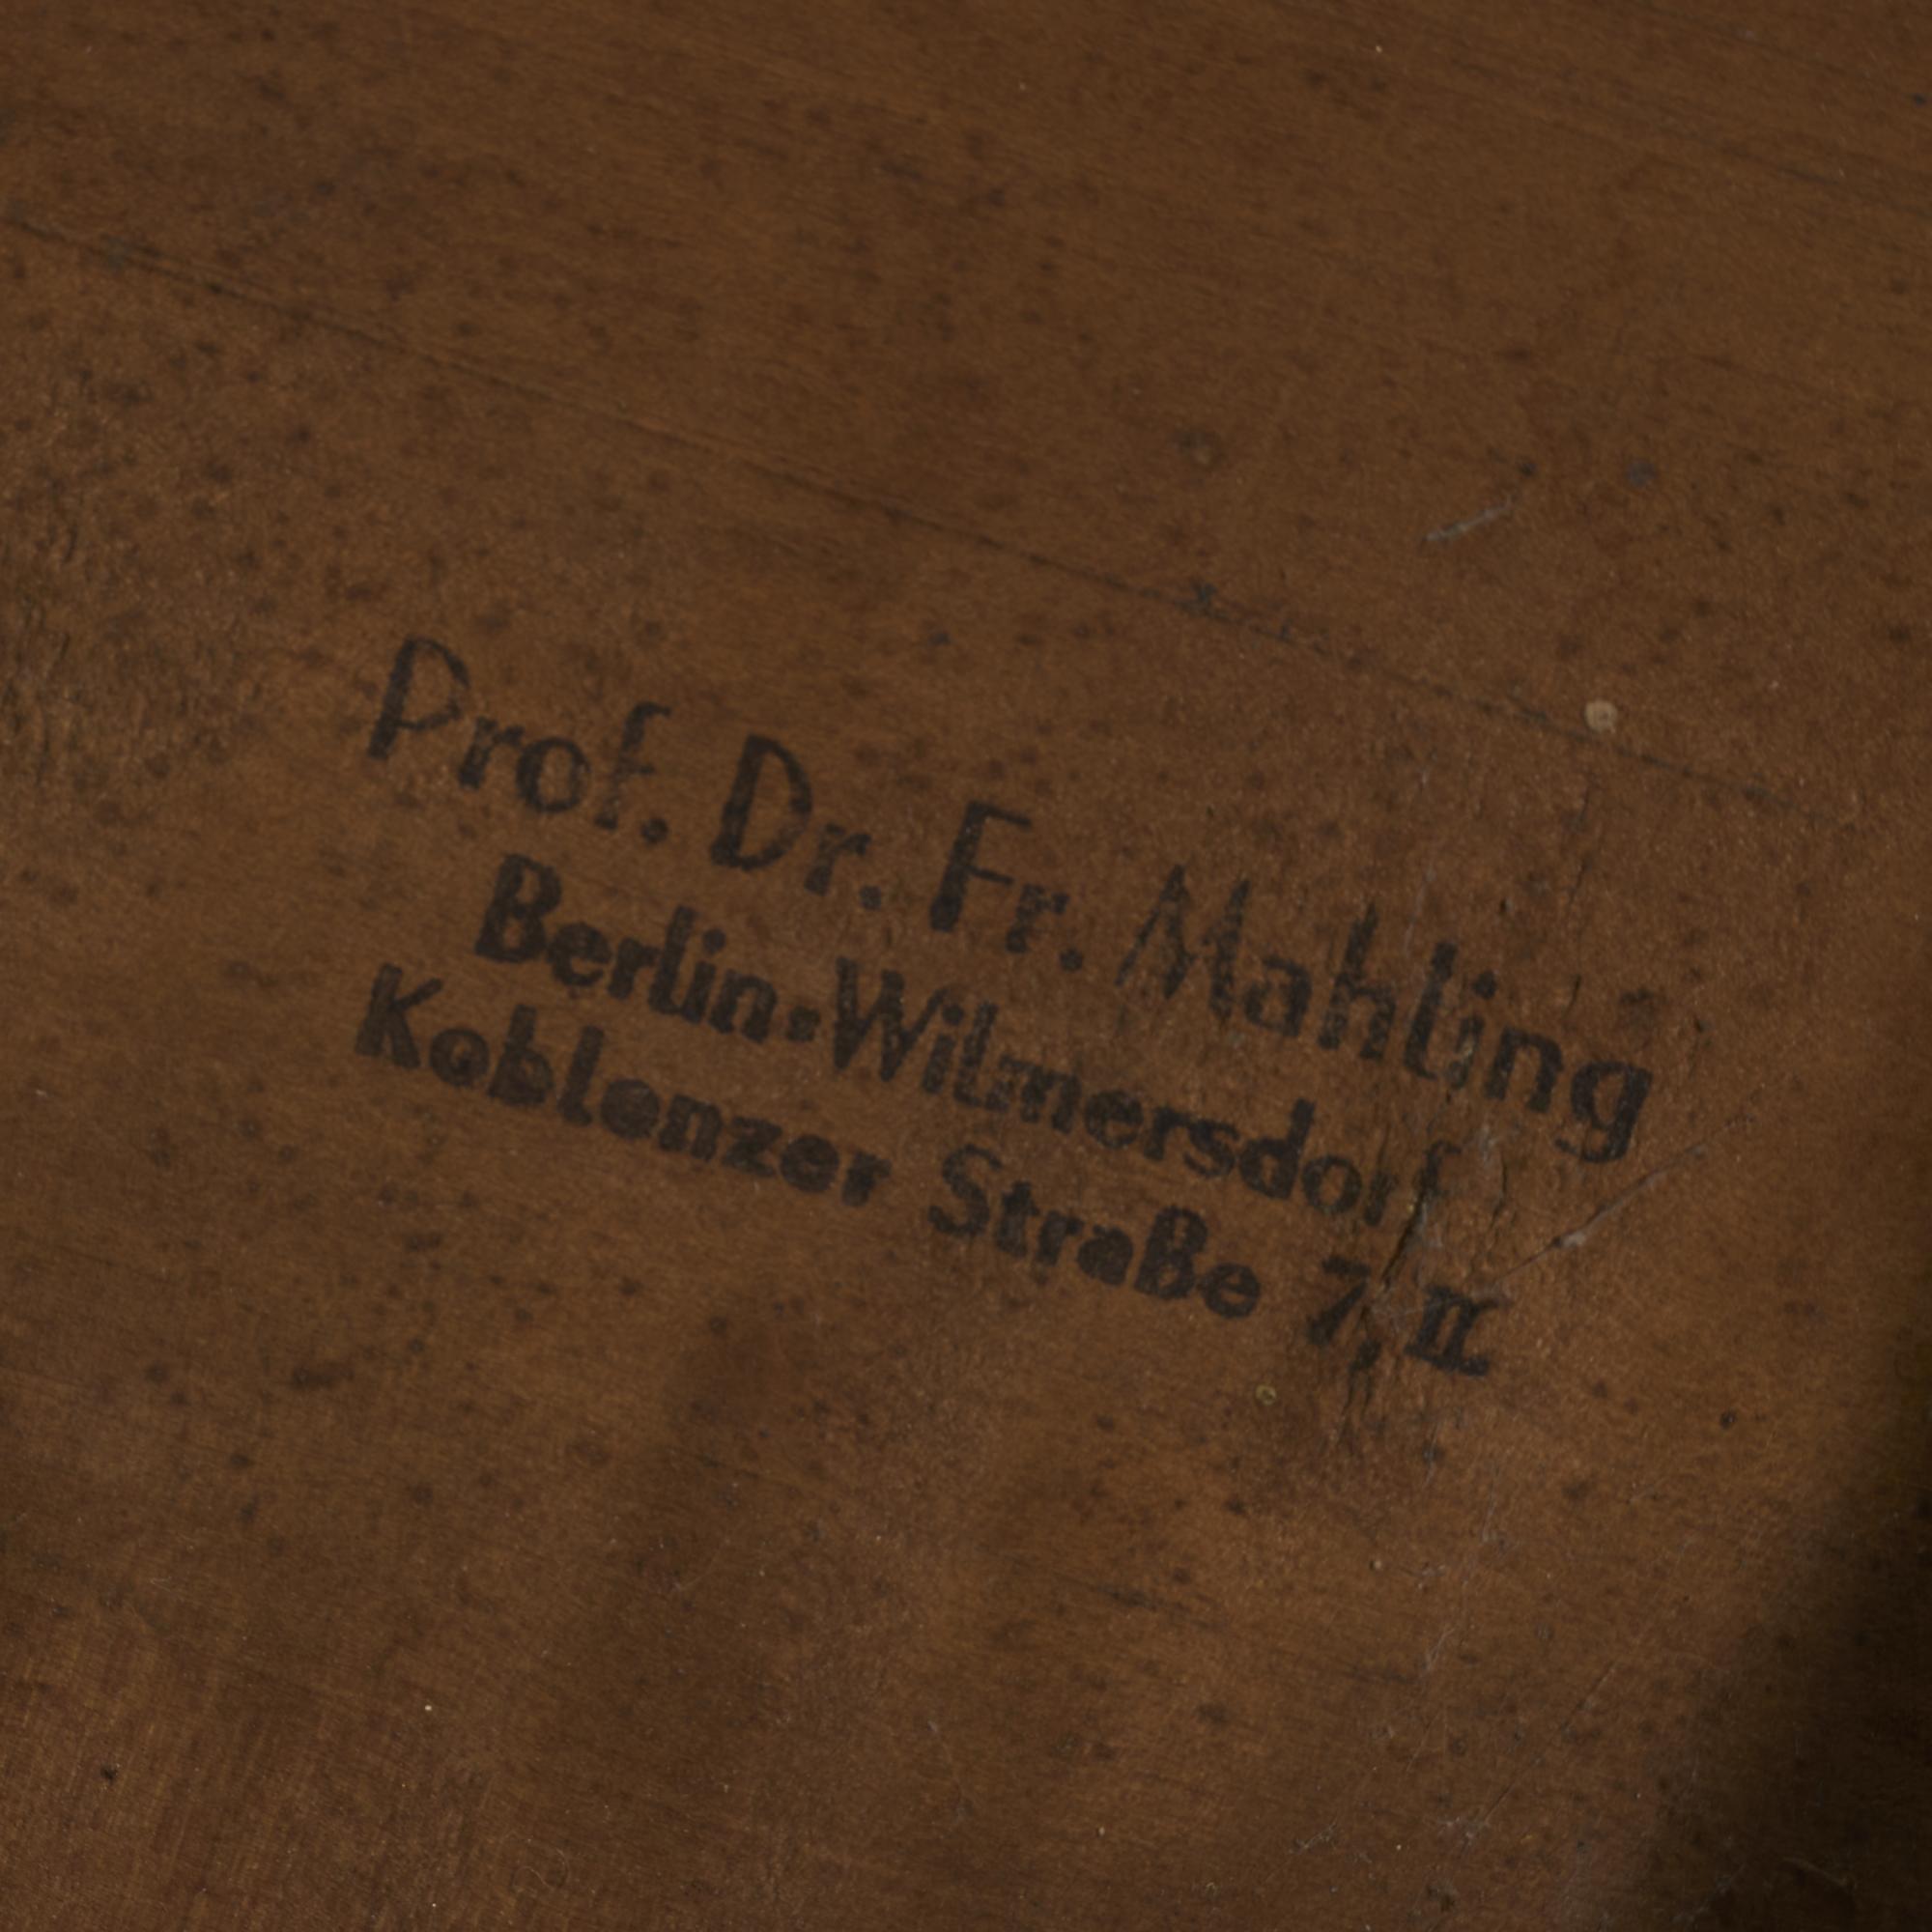 Prof. Dr. Fr. Mahling
Berlin-Wilmersdorf
Koblenzer Straße 7, II